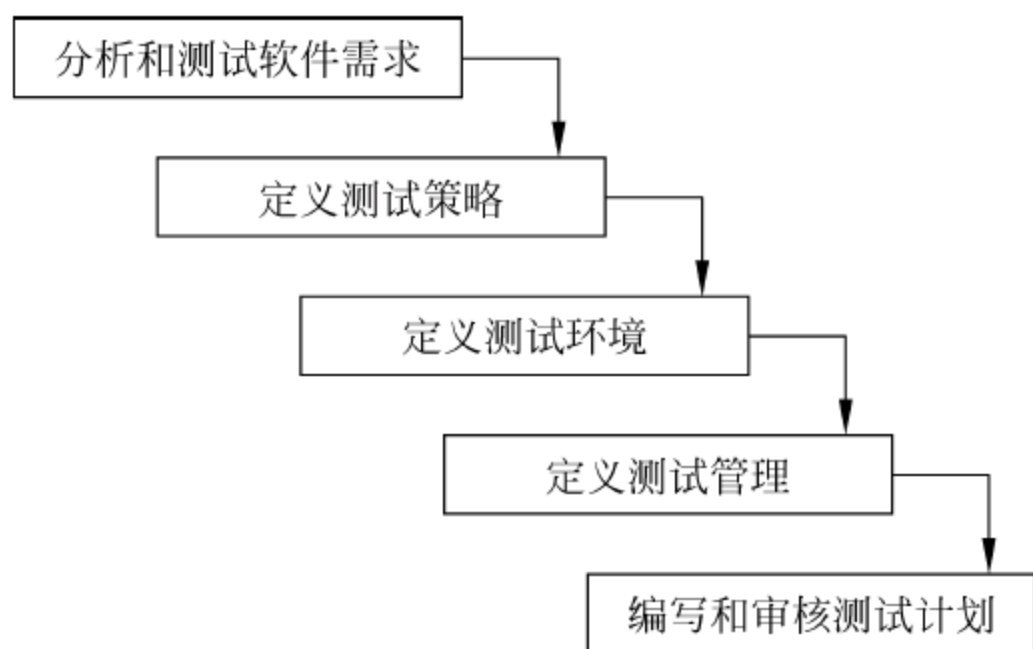 分析和测试软件需求
定义测试策略
定义测试环境
定义测试管理
编写和审核测试计划